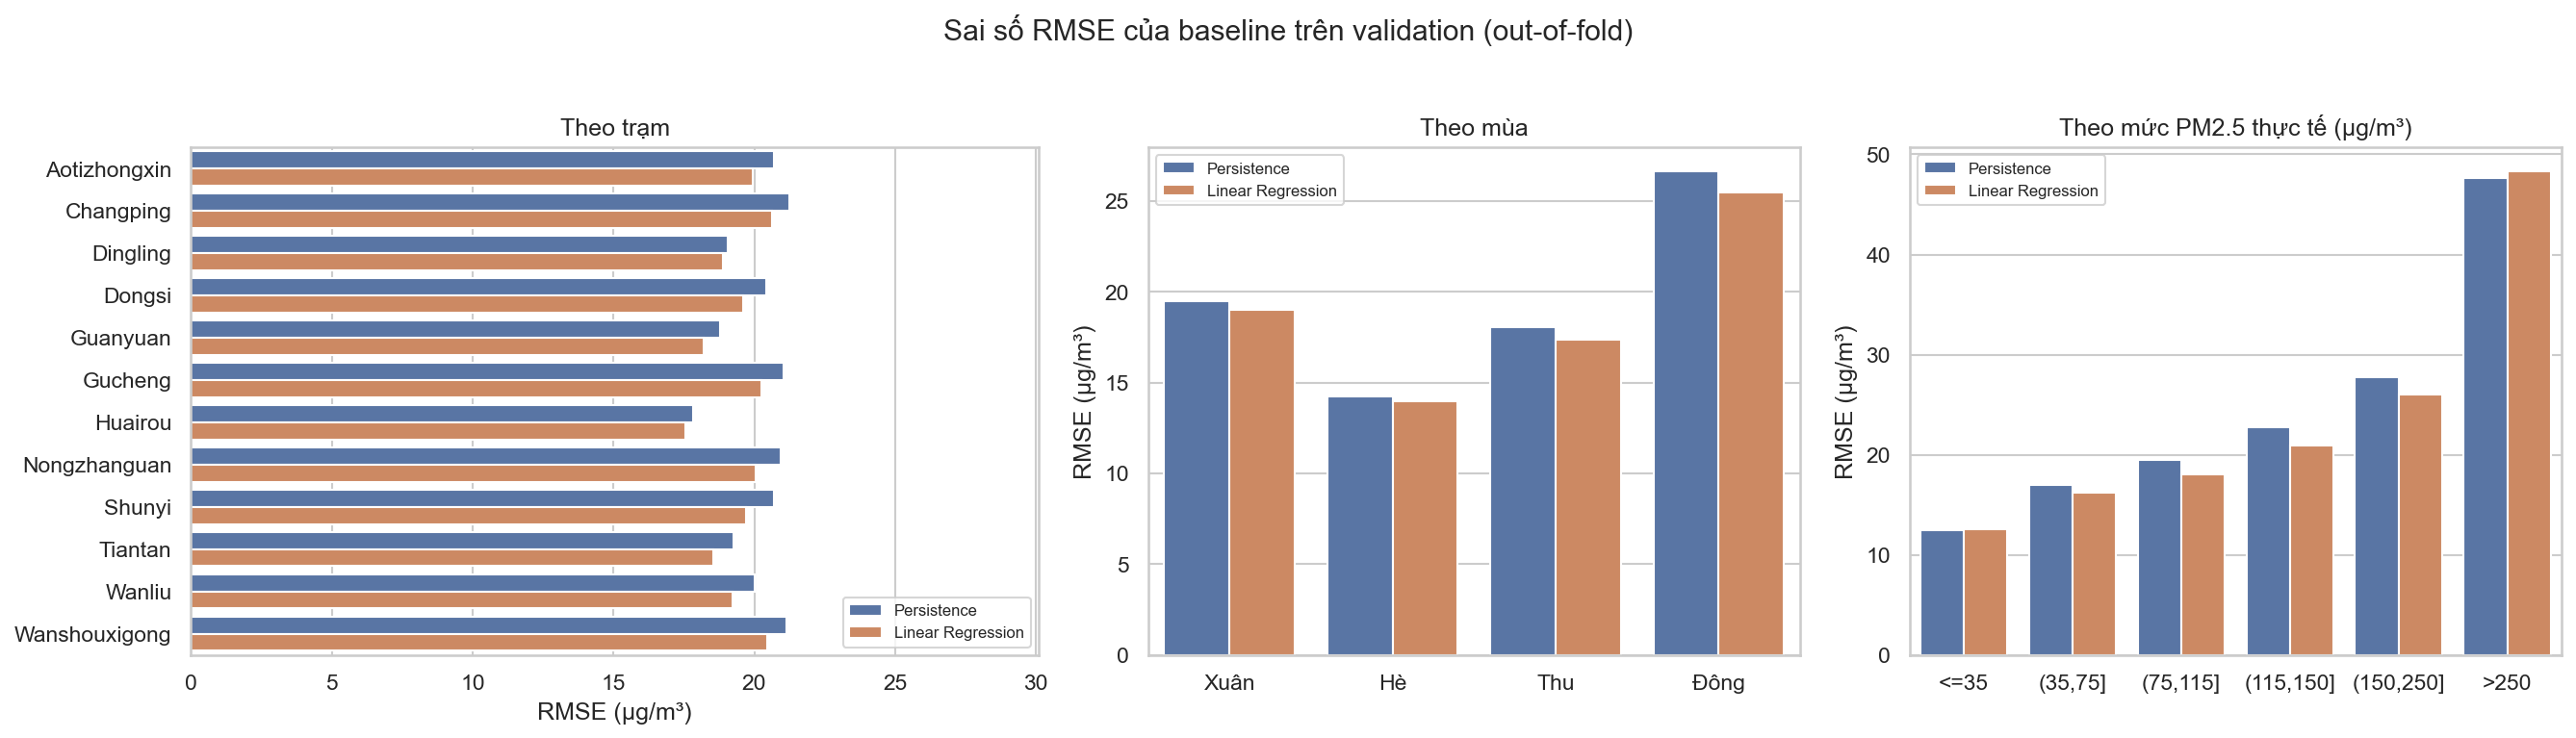 Sai số RMSE của baseline trên validation (out-of-fold)
Theo trạm
Aotizhongxin
Changping
Dingling
Dongsi
Guanyuan
Gucheng
Huairou
Nongzhanguan
Shunyi
Tiantan
Wanliu
Wanshouxigong
Persistence
Linear Regression
0 5 10 15 20 25 30
RMSE (µg/m³)
Theo mùa
Persistence
Linear Regression
RMSE (µg/m³)
25
20
15
10
5
0
Xuân Hè Thu Đông
Theo mức PM2.5 thực tế (µg/m³)
Persistence
Linear Regression
RMSE (µg/m³)
50
40
30
20
10
0
<=35 (35,75] (75,115] (115,150] (150,250] >250